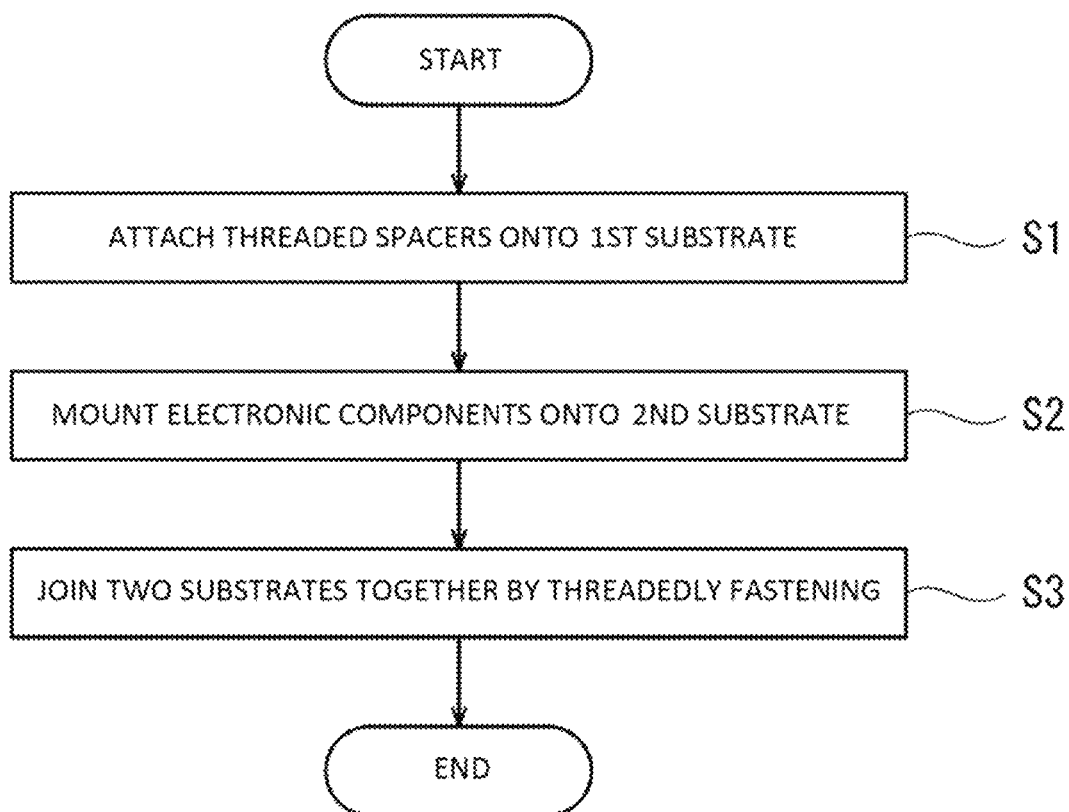 START
ATTACH THREADED SPACERS ONTO 1ST SUBSTRATE
S1
MOUNT ELECTRONIC COMPONENTS ONTO 2ND SUBSTRATE
S2
JOIN TWO SUBSTRATES TOGETHER BY THREADEDLY FASTENING
S3
END